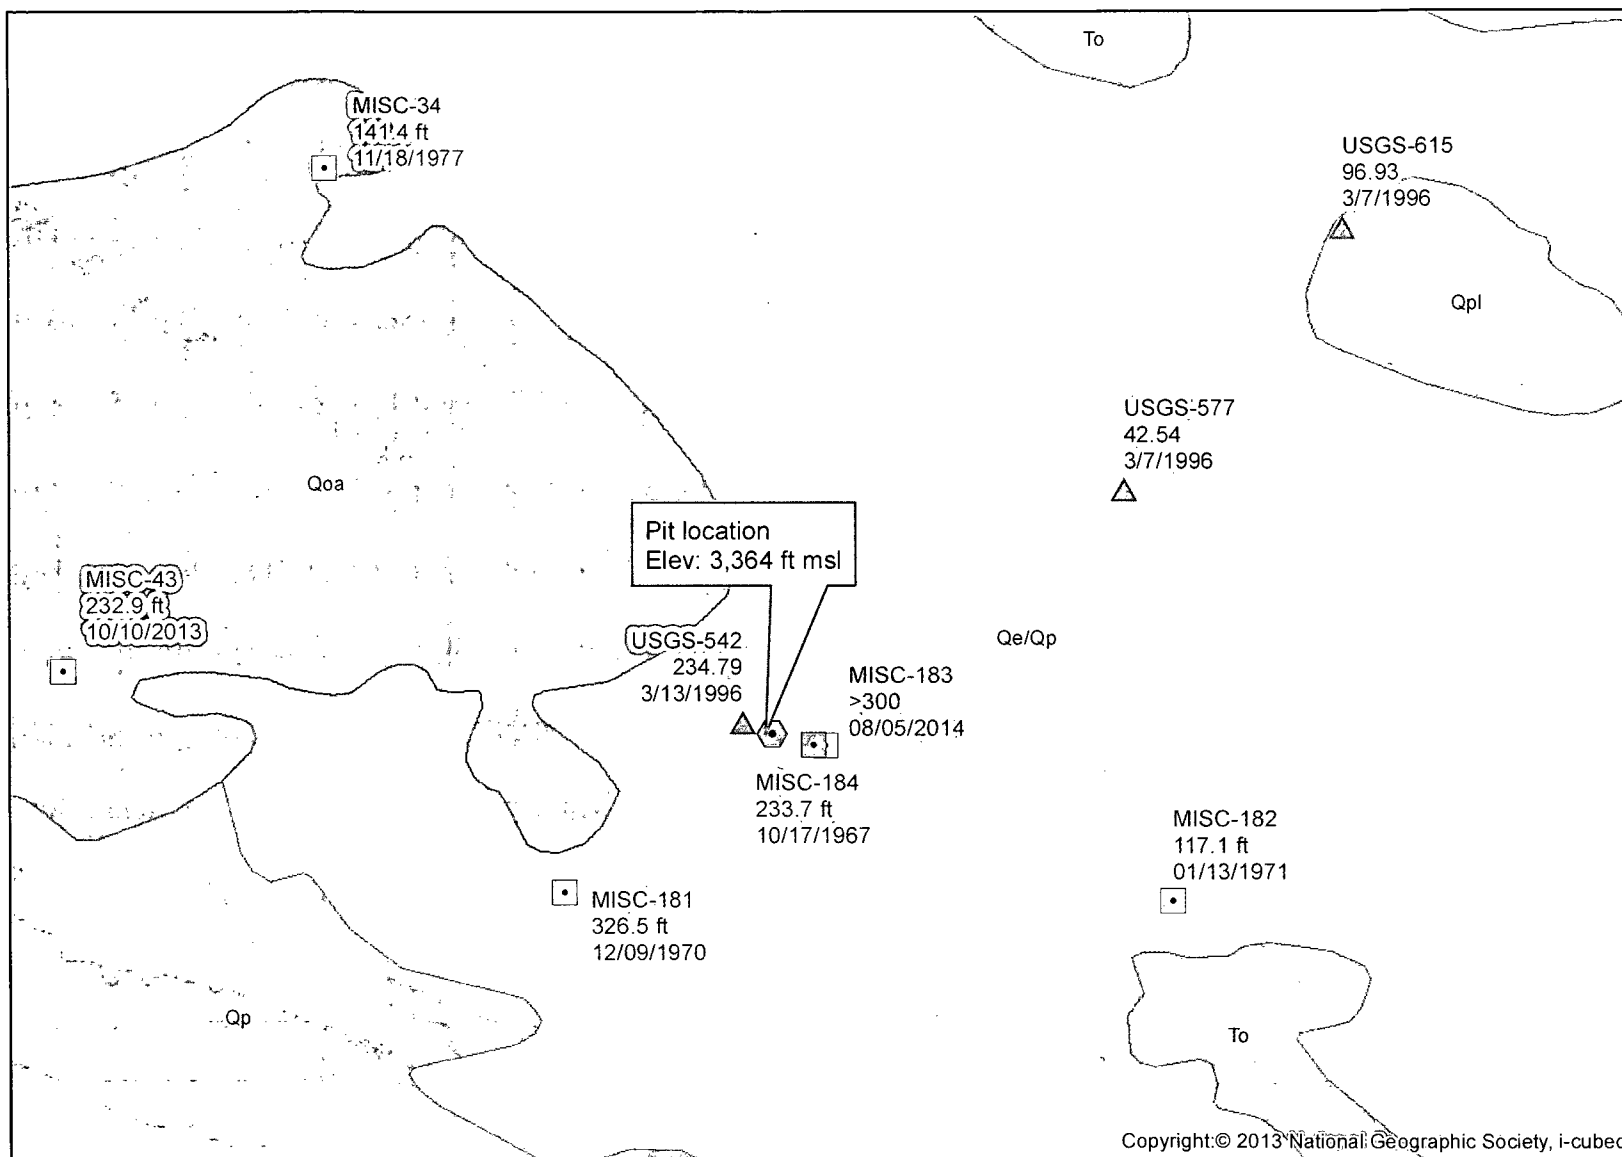 To
MISC-34
141.4 ft
11/18/1977
USGS-615
96.93
3/7/1996
Qpl
USGS-577
42.54
3/7/1996
Qoa
Pit location
Elev: 3,364 ft msl
MISC-43
232.9 ft
10/10/2013
USGS-542
234.79
3/13/1996
Qe/Qp
MISC-183
>300
08/05/2014
MISC-184
233.7 ft
10/17/1967
MISC-182
117.1 ft
01/13/1971
MISC-181
326.5 ft
12/09/1970
Qp
To
Copyright:© 2013 National Geographic Society, i-cubed